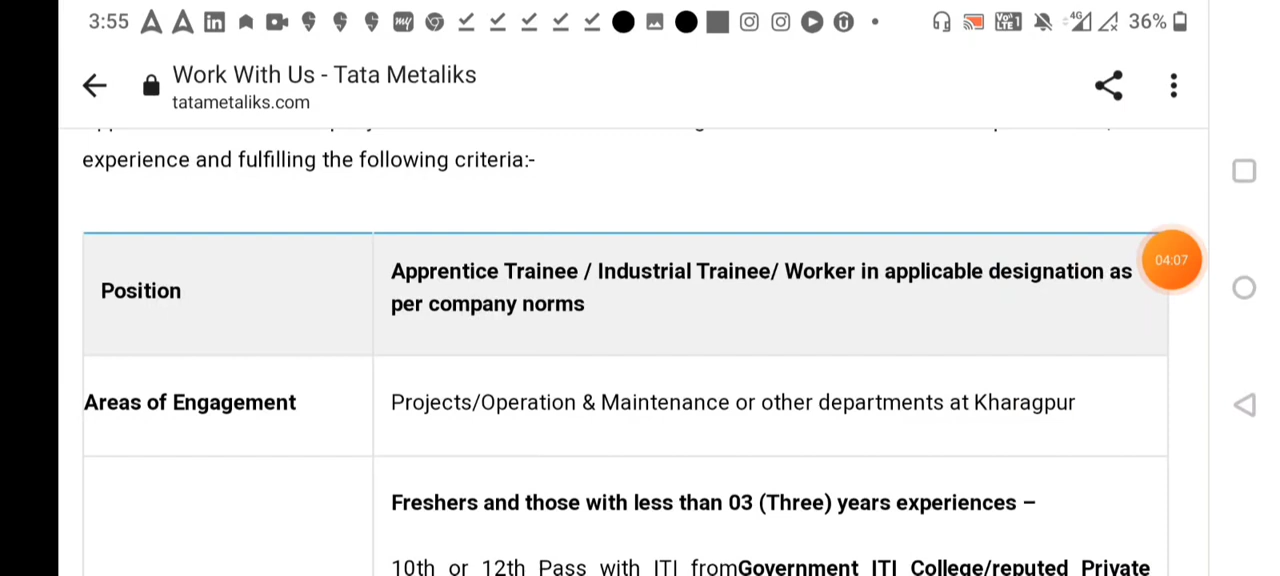 3:55
36%
Work With Us - Tata Metaliks
tatametaliks.com
experience and fulfilling the following criteria:-
Position
Apprentice Trainee / Industrial Trainee/ Worker in applicable designation as
per company norms
04:07
Areas of Engagement
Projects/Operation & Maintenance or other departments at Kharagpur
Freshers and those with less than 03 (Three) years experiences –
10th or 12th Pass with ITI fromGovernment ITI College/reputed Private